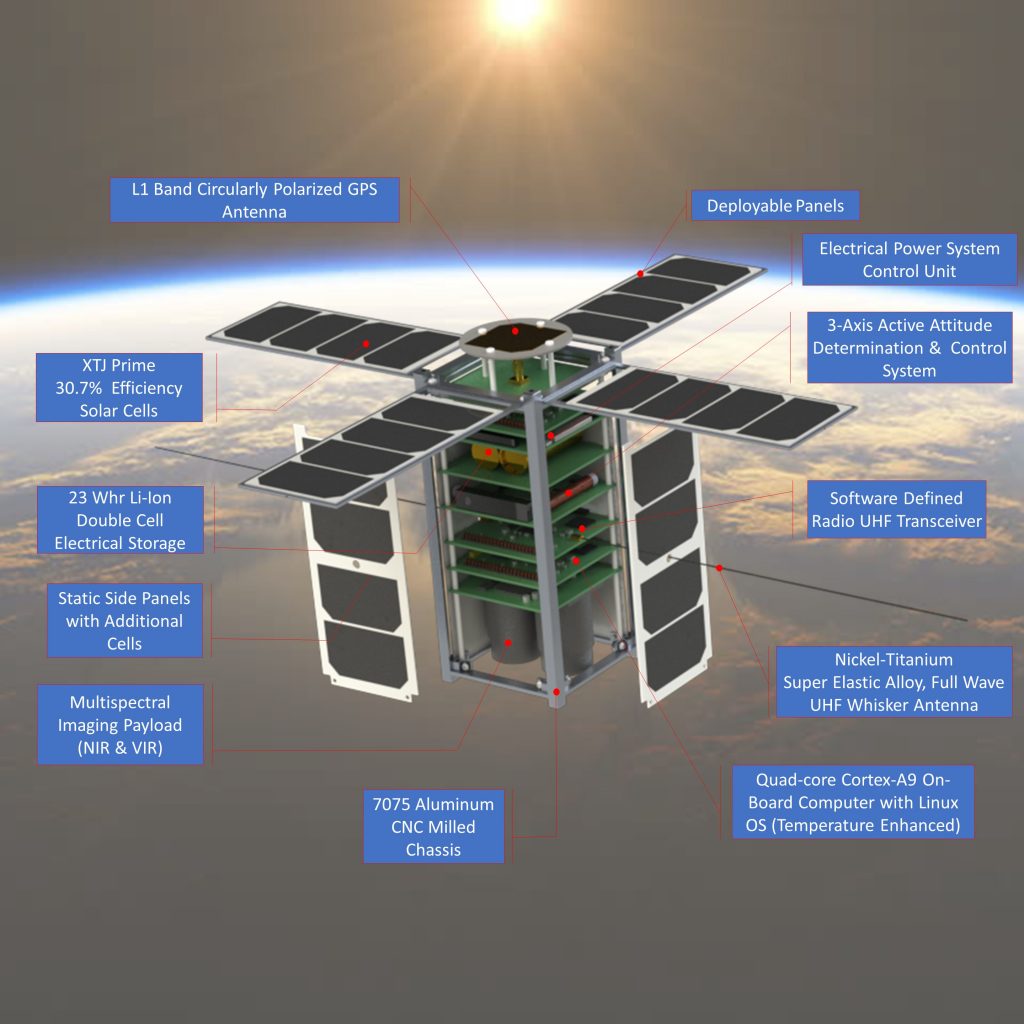 L1 Band Circularly Polarized GPS
Antenna
Deployable Panels
Electrical Power System
Control Unit
3-Axis Active Attitude
Determination & Control
System
XTJ Prime
30.7% Efficiency
Solar Cells
23 Whr Li-Ion
Double Cell
Electrical Storage
Software Defined
Radio UHF Transceiver
Static Side Panels
with Additional
Cells
Nickel-Titanium
Super Elastic Alloy, Full Wave
UHF Whisker Antenna
Multispectral
Imaging Payload
(NIR & VIR)
Quad-core Cortex-A9 On-
Board Computer with Linux
OS (Temperature Enhanced)
7075 Aluminum
CNC Milled
Chassis